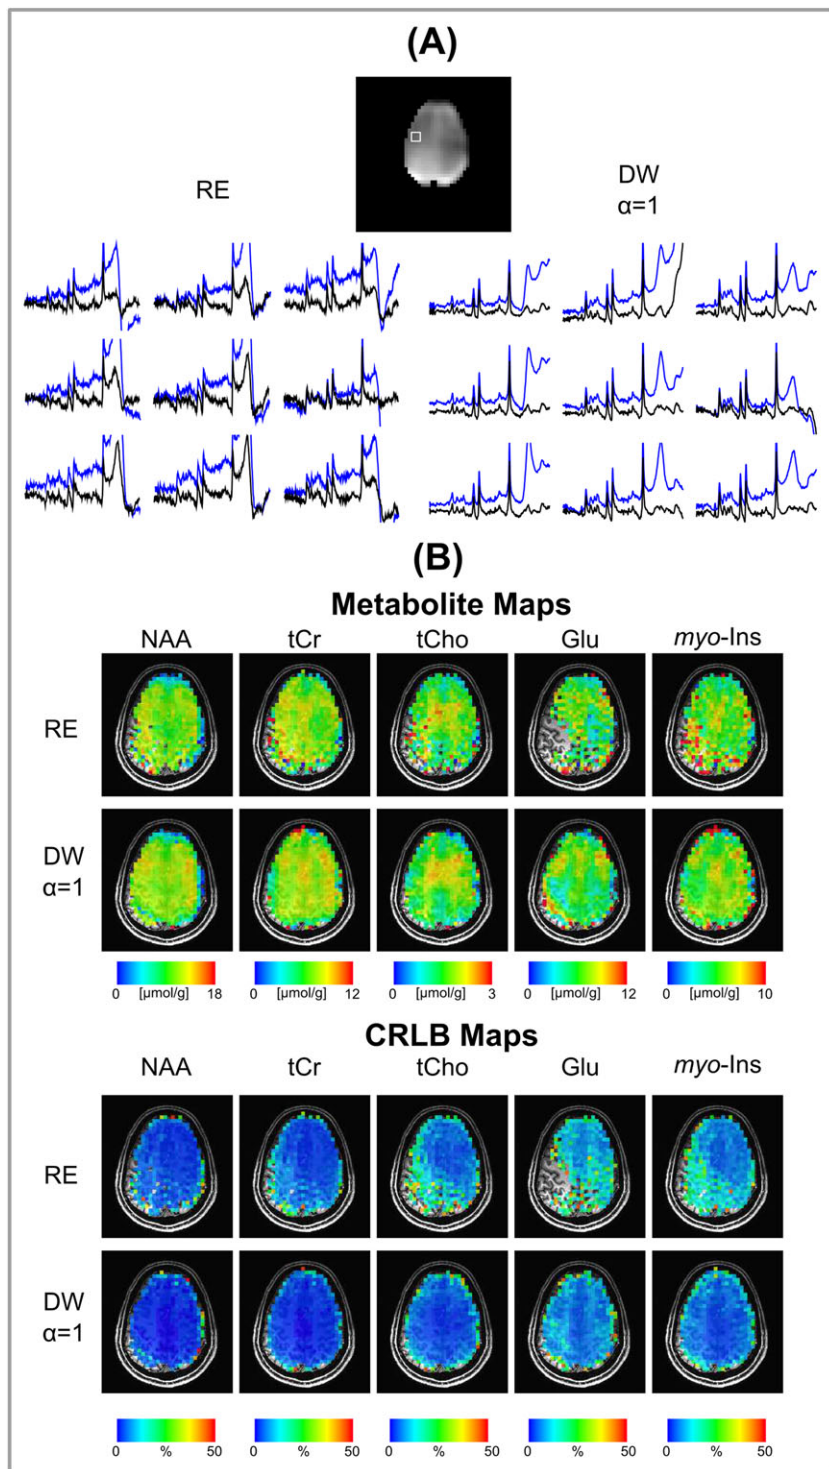 (A)
RE
DW
α=1
(B)
Metabolite Maps
NAA tCr tCho Glu myo-Ins
RE
DW
α=1
0 [µmol/g] 18 0 [µmol/g] 12 0 [µmol/g] 3 0 [µmol/g] 12 0 [µmol/g] 10
CRLB Maps
NAA tCr tCho Glu myo-Ins
RE
DW
α=1
0 % 50 0 % 50 0 % 50 0 % 50 0 % 50